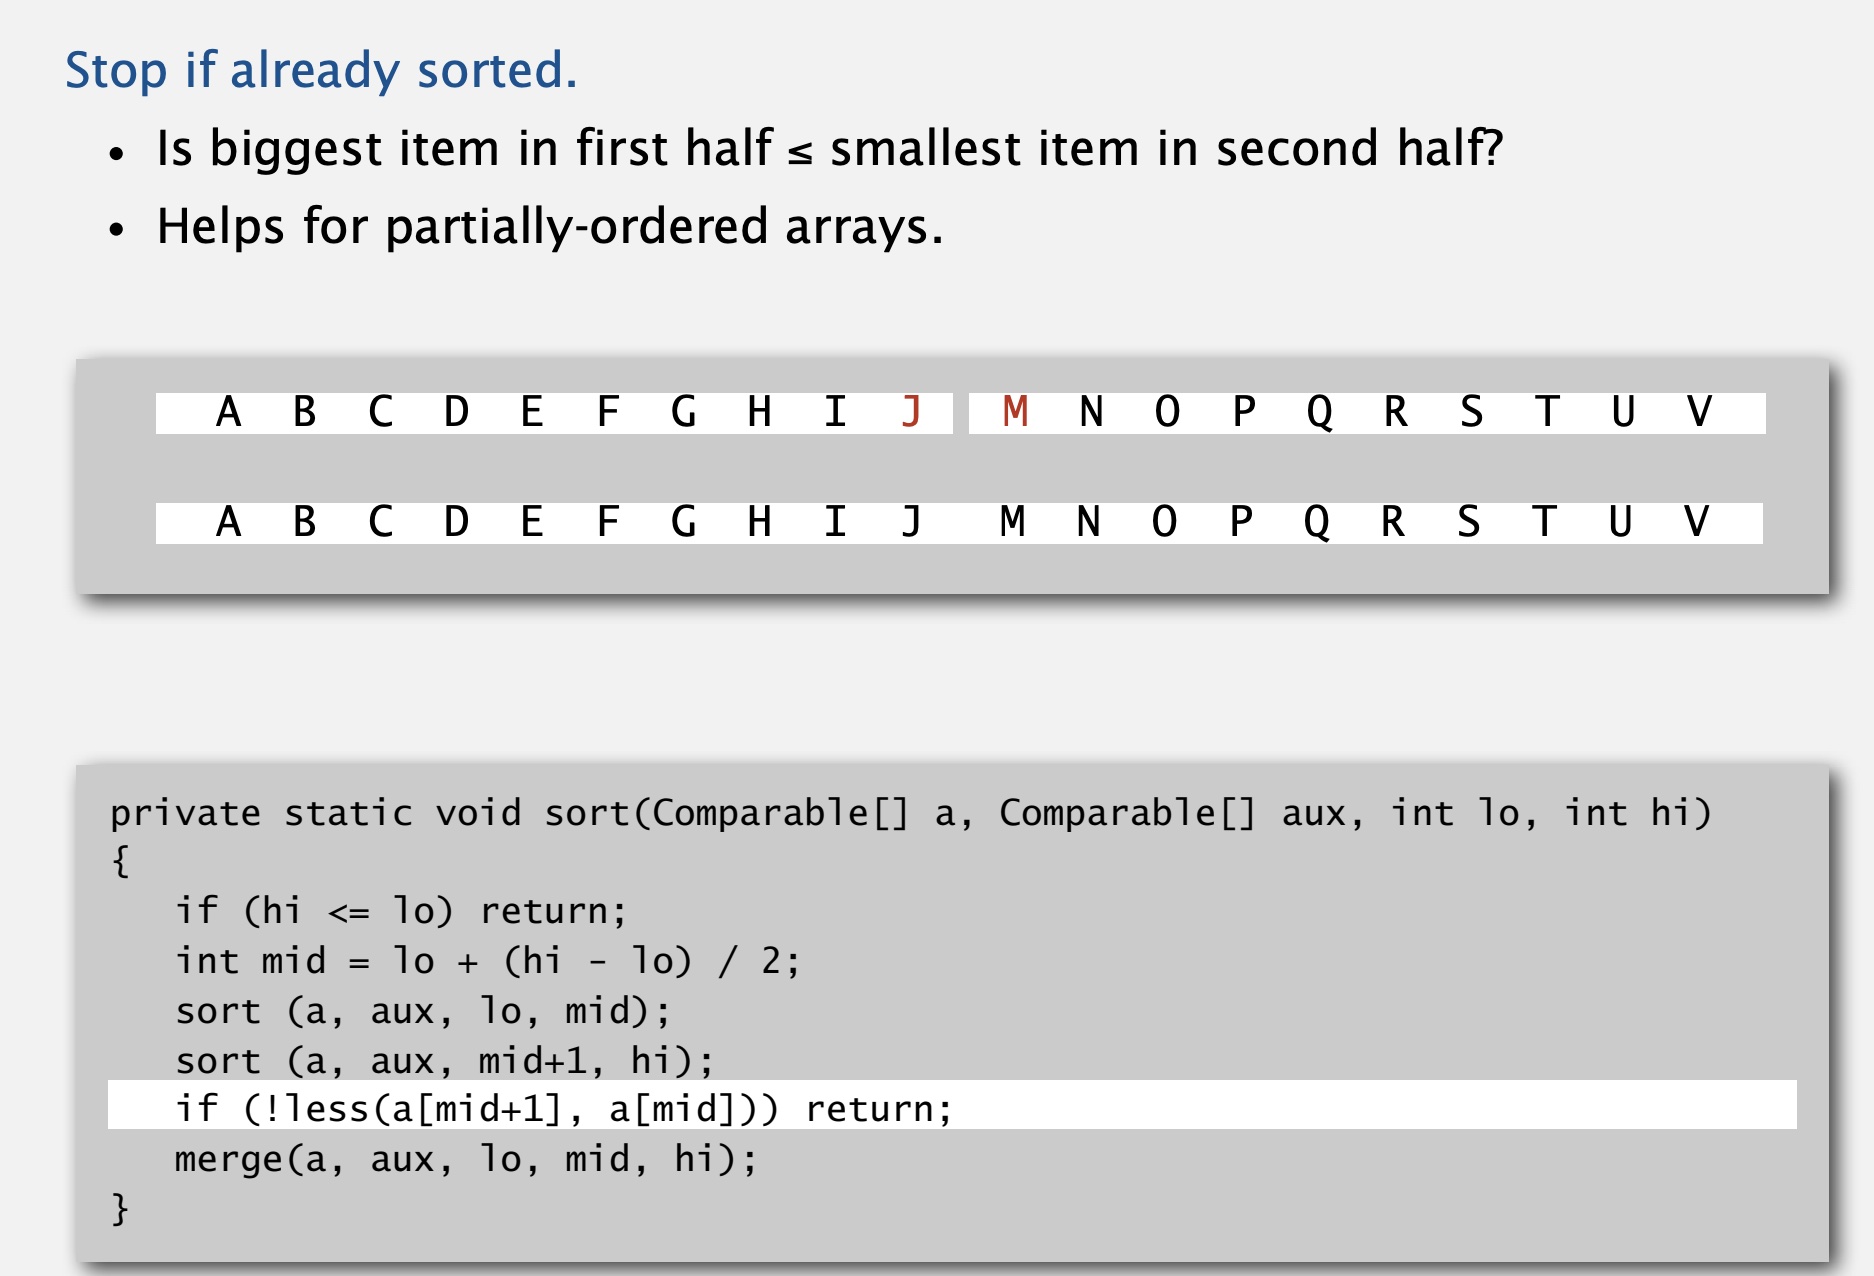 Stop if already sorted.
• Is biggest item in first half ≤ smallest item in second half?
• Helps for partially-ordered arrays.
A B C D E F G H I J M N O P Q R S T U V
A B C D E F G H I J M N O P Q R S T U V
private static void sort(Comparable[] a, Comparable[] aux, int lo, int hi)
{
   if (hi <= lo) return;
   int mid = lo + (hi - lo) / 2;
   sort (a, aux, lo, mid);
   sort (a, aux, mid+1, hi);
   if (!less(a[mid+1], a[mid])) return;
   merge(a, aux, lo, mid, hi);
}